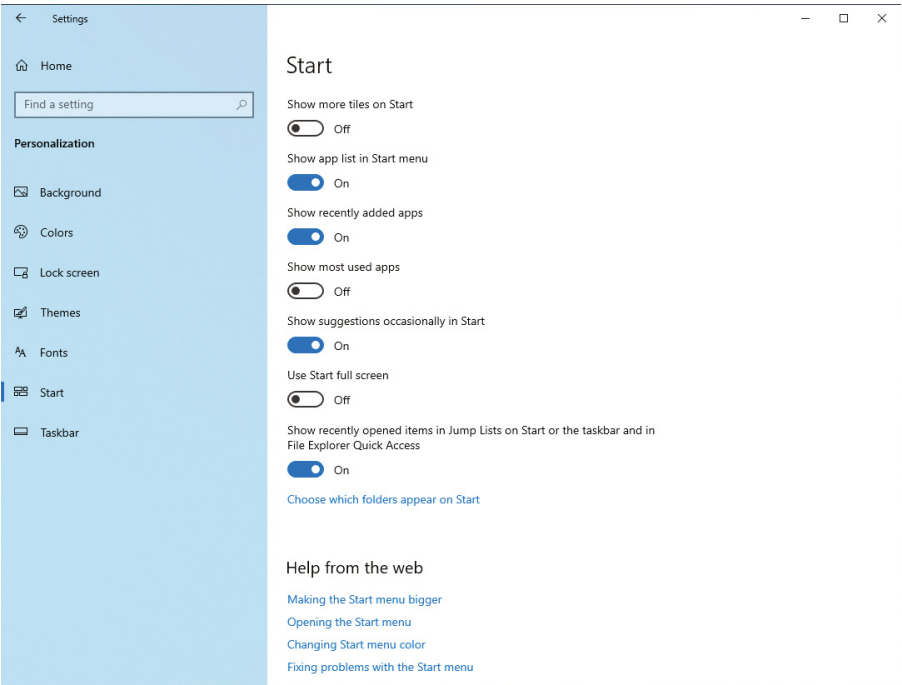 Settings
Home
Find a setting
Personalization
Background
Colors
Lock screen
Themes
Fonts
Start
Taskbar
Start
Show more tiles on Start
Off
Show app list in Start menu
On
Show recently added apps
On
Show most used apps
Off
Show suggestions occasionally in Start
On
Use Start full screen
Off
Show recently opened items in Jump Lists on Start or the taskbar and in
File Explorer Quick Access
On
Choose which folders appear on Start
Help from the web
Making the Start menu bigger
Opening the Start menu
Changing Start menu color
Fixing problems with the Start menu